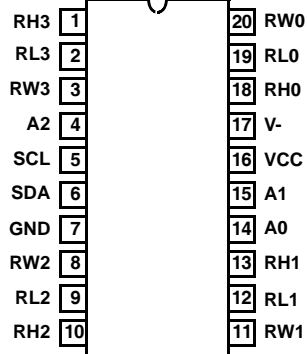 RH3 1 20 RW0
RL3 2 19 RL0
RW3 3 18 RH0
A2 4 17 V-
SCL 5 16 VCC
SDA 6 15 A1
GND 7 14 A0
RW2 8 13 RH1
RL2 9 12 RL1
RH2 10 11 RW1